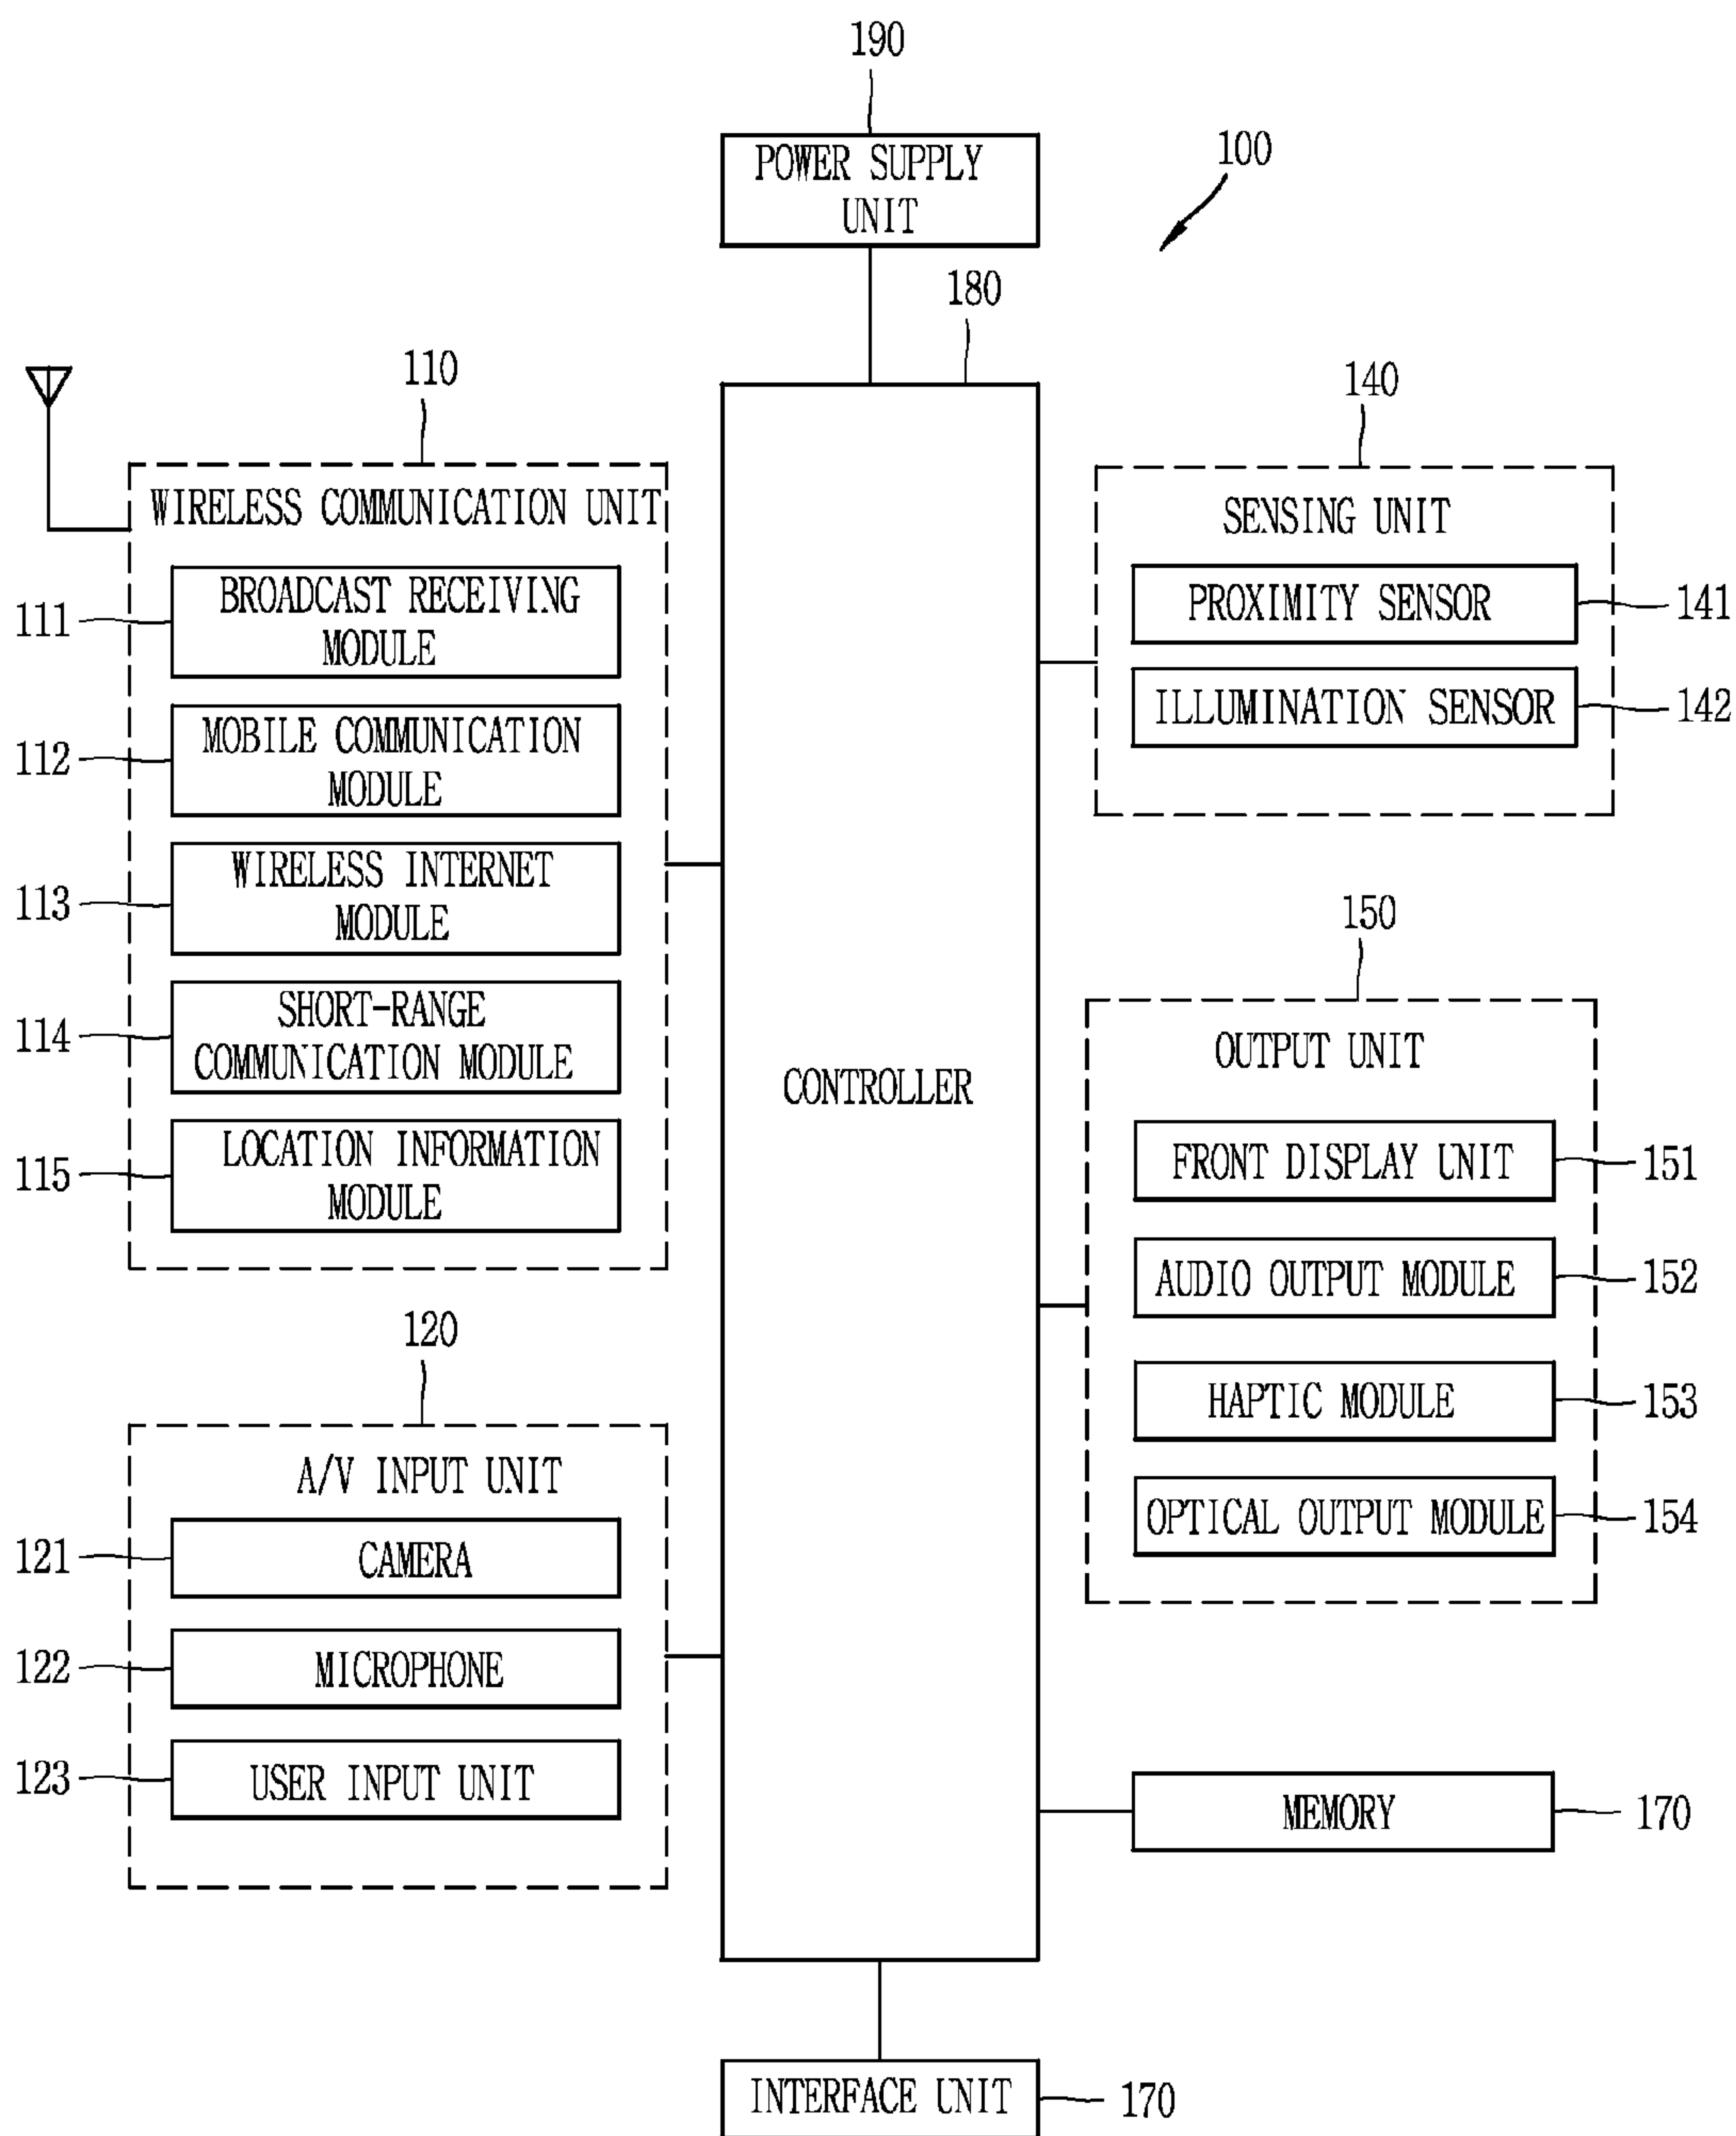 190
POWER SUPPLY
UNIT
100
180
110
WIRELESS COMMUNICATION UNIT
111
BROADCAST RECEIVING
MODULE
112
MOBILE COMMUNICATION
MODULE
113
WIRELESS INTERNET
MODULE
114
SHORT-RANGE
COMMUNICATION MODULE
115
LOCATION INFORMATION
MODULE
120
A/V INPUT UNIT
121
CAMERA
122
MICROPHONE
123
USER INPUT UNIT
CONTROLLER
140
SENSING UNIT
PROXIMITY SENSOR
141
ILLUMINATION SENSOR
142
150
OUTPUT UNIT
FRONT DISPLAY UNIT
151
AUDIO OUTPUT MODULE
152
HAPTIC MODULE
153
OPTICAL OUTPUT MODULE
154
MEMORY
170
INTERFACE UNIT
170